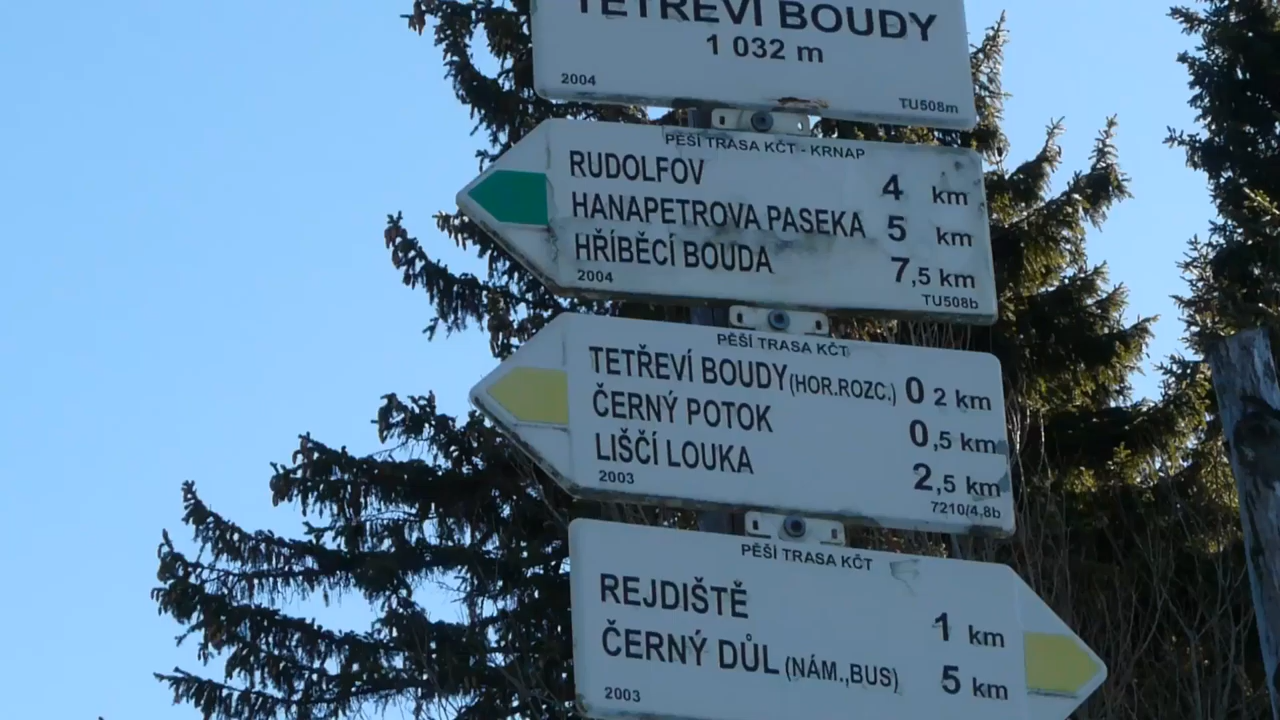 TETŘEVÍ BOUDY
1 032 m
2004 TU508m
PĚŠÍ TRASA KČT - KRNAP
RUDOLFOV 4 km
HANAPETROVA PASEKA 5 km
HŘÍBĚCÍ BOUDA 7,5 km
2004 TU508b
PĚŠÍ TRASA KČT
TETŘEVÍ BOUDY (HOR.ROZC.) 0 2 km
ČERNÝ POTOK 0,5 km
LIŠČÍ LOUKA 2,5 km
2003 7210/4,8b
PĚŠÍ TRASA KČT
REJDIŠTĚ 1 km
ČERNÝ DŮL (NÁM.,BUS) 5 km
2003